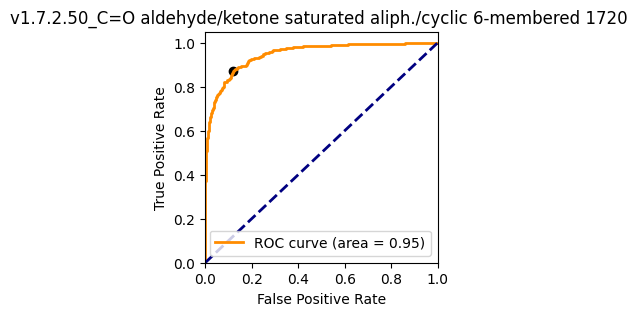 v1.7.2.50_C=O aldehyde/ketone saturated aliph./cyclic 6-membered 1720
1.0
0.8
0.6
0.4
0.2
0.0
True Positive Rate
ROC curve (area = 0.95)
0.0 0.2 0.4 0.6 0.8 1.0
False Positive Rate